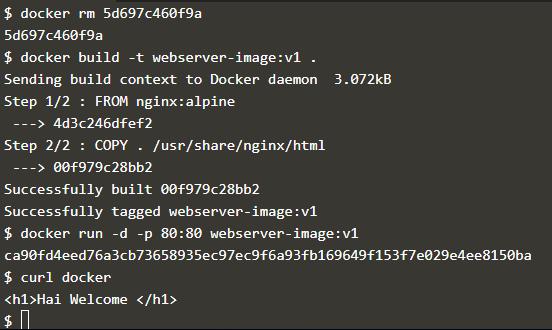 $ docker rm 5d697c460f9a
5d697c460f9a
$ docker build -t webserver-image:v1 .
Sending build context to Docker daemon  3.072kB
Step 1/2 : FROM nginx:alpine
 ---> 4d3c246dfef2
Step 2/2 : COPY . /usr/share/nginx/html
 ---> 00f979c28bb2
Successfully built 00f979c28bb2
Successfully tagged webserver-image:v1
$ docker run -d -p 80:80 webserver-image:v1
ca90fd4eed76a3cb73658935ec97ec9f6a93fb169649f153f7e029e4ee8150ba
$ curl docker
<h1>Hai Welcome </h1>
$